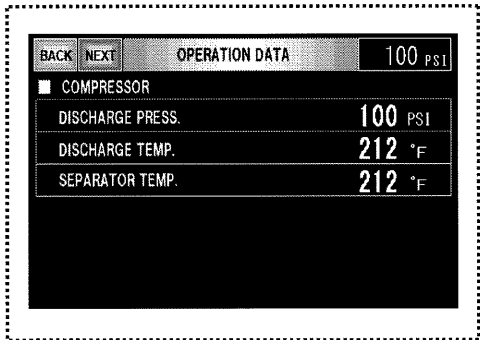 BACK NEXT OPERATION DATA 100 PSI
COMPRESSOR
DISCHARGE PRESS. 100 PSI
DISCHARGE TEMP. 212 °F
SEPARATOR TEMP. 212 °F